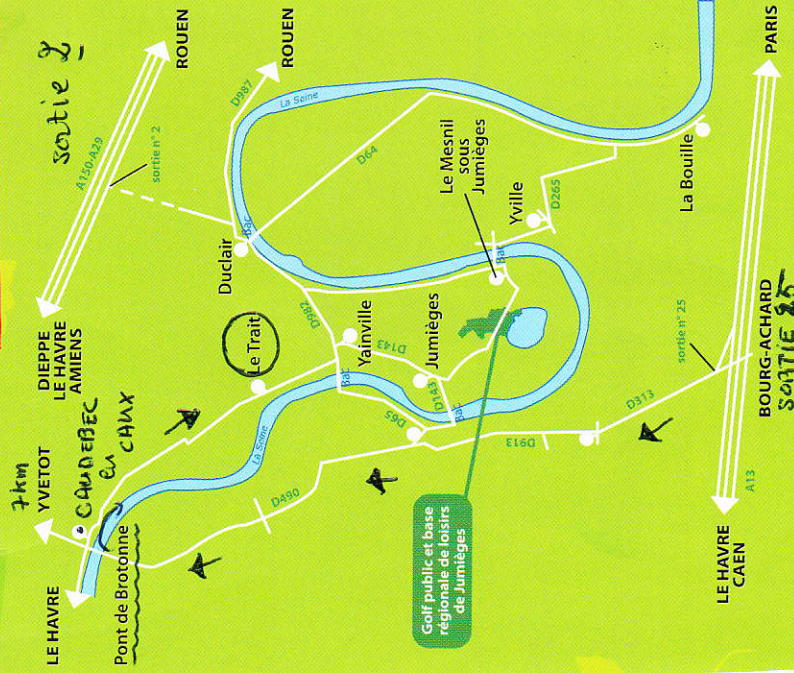 7 km
YVETOT
CAUDEBEC
en CAUX
LE HAVRE
Pont de Brotonne
DIEPPE
LE HAVRE
AMIENS
A150-A29
sortie n° 2
sortie 2
ROUEN
D987
ROUEN
La Seine
D64
Duclair
Bac
D982
Le Trait
Yainville
D143
Jumièges
D143
Bac
Bac
D65
La Seine
D490
Le Mesnil
sous
Jumièges
Bac
Yville
D265
La Bouille
Golf public et base
régionale de loisirs
de Jumièges
D913
D313
sortie n° 25
BOURG-ACHARD
SORTIE 25
A13
LE HAVRE
CAEN
PARIS